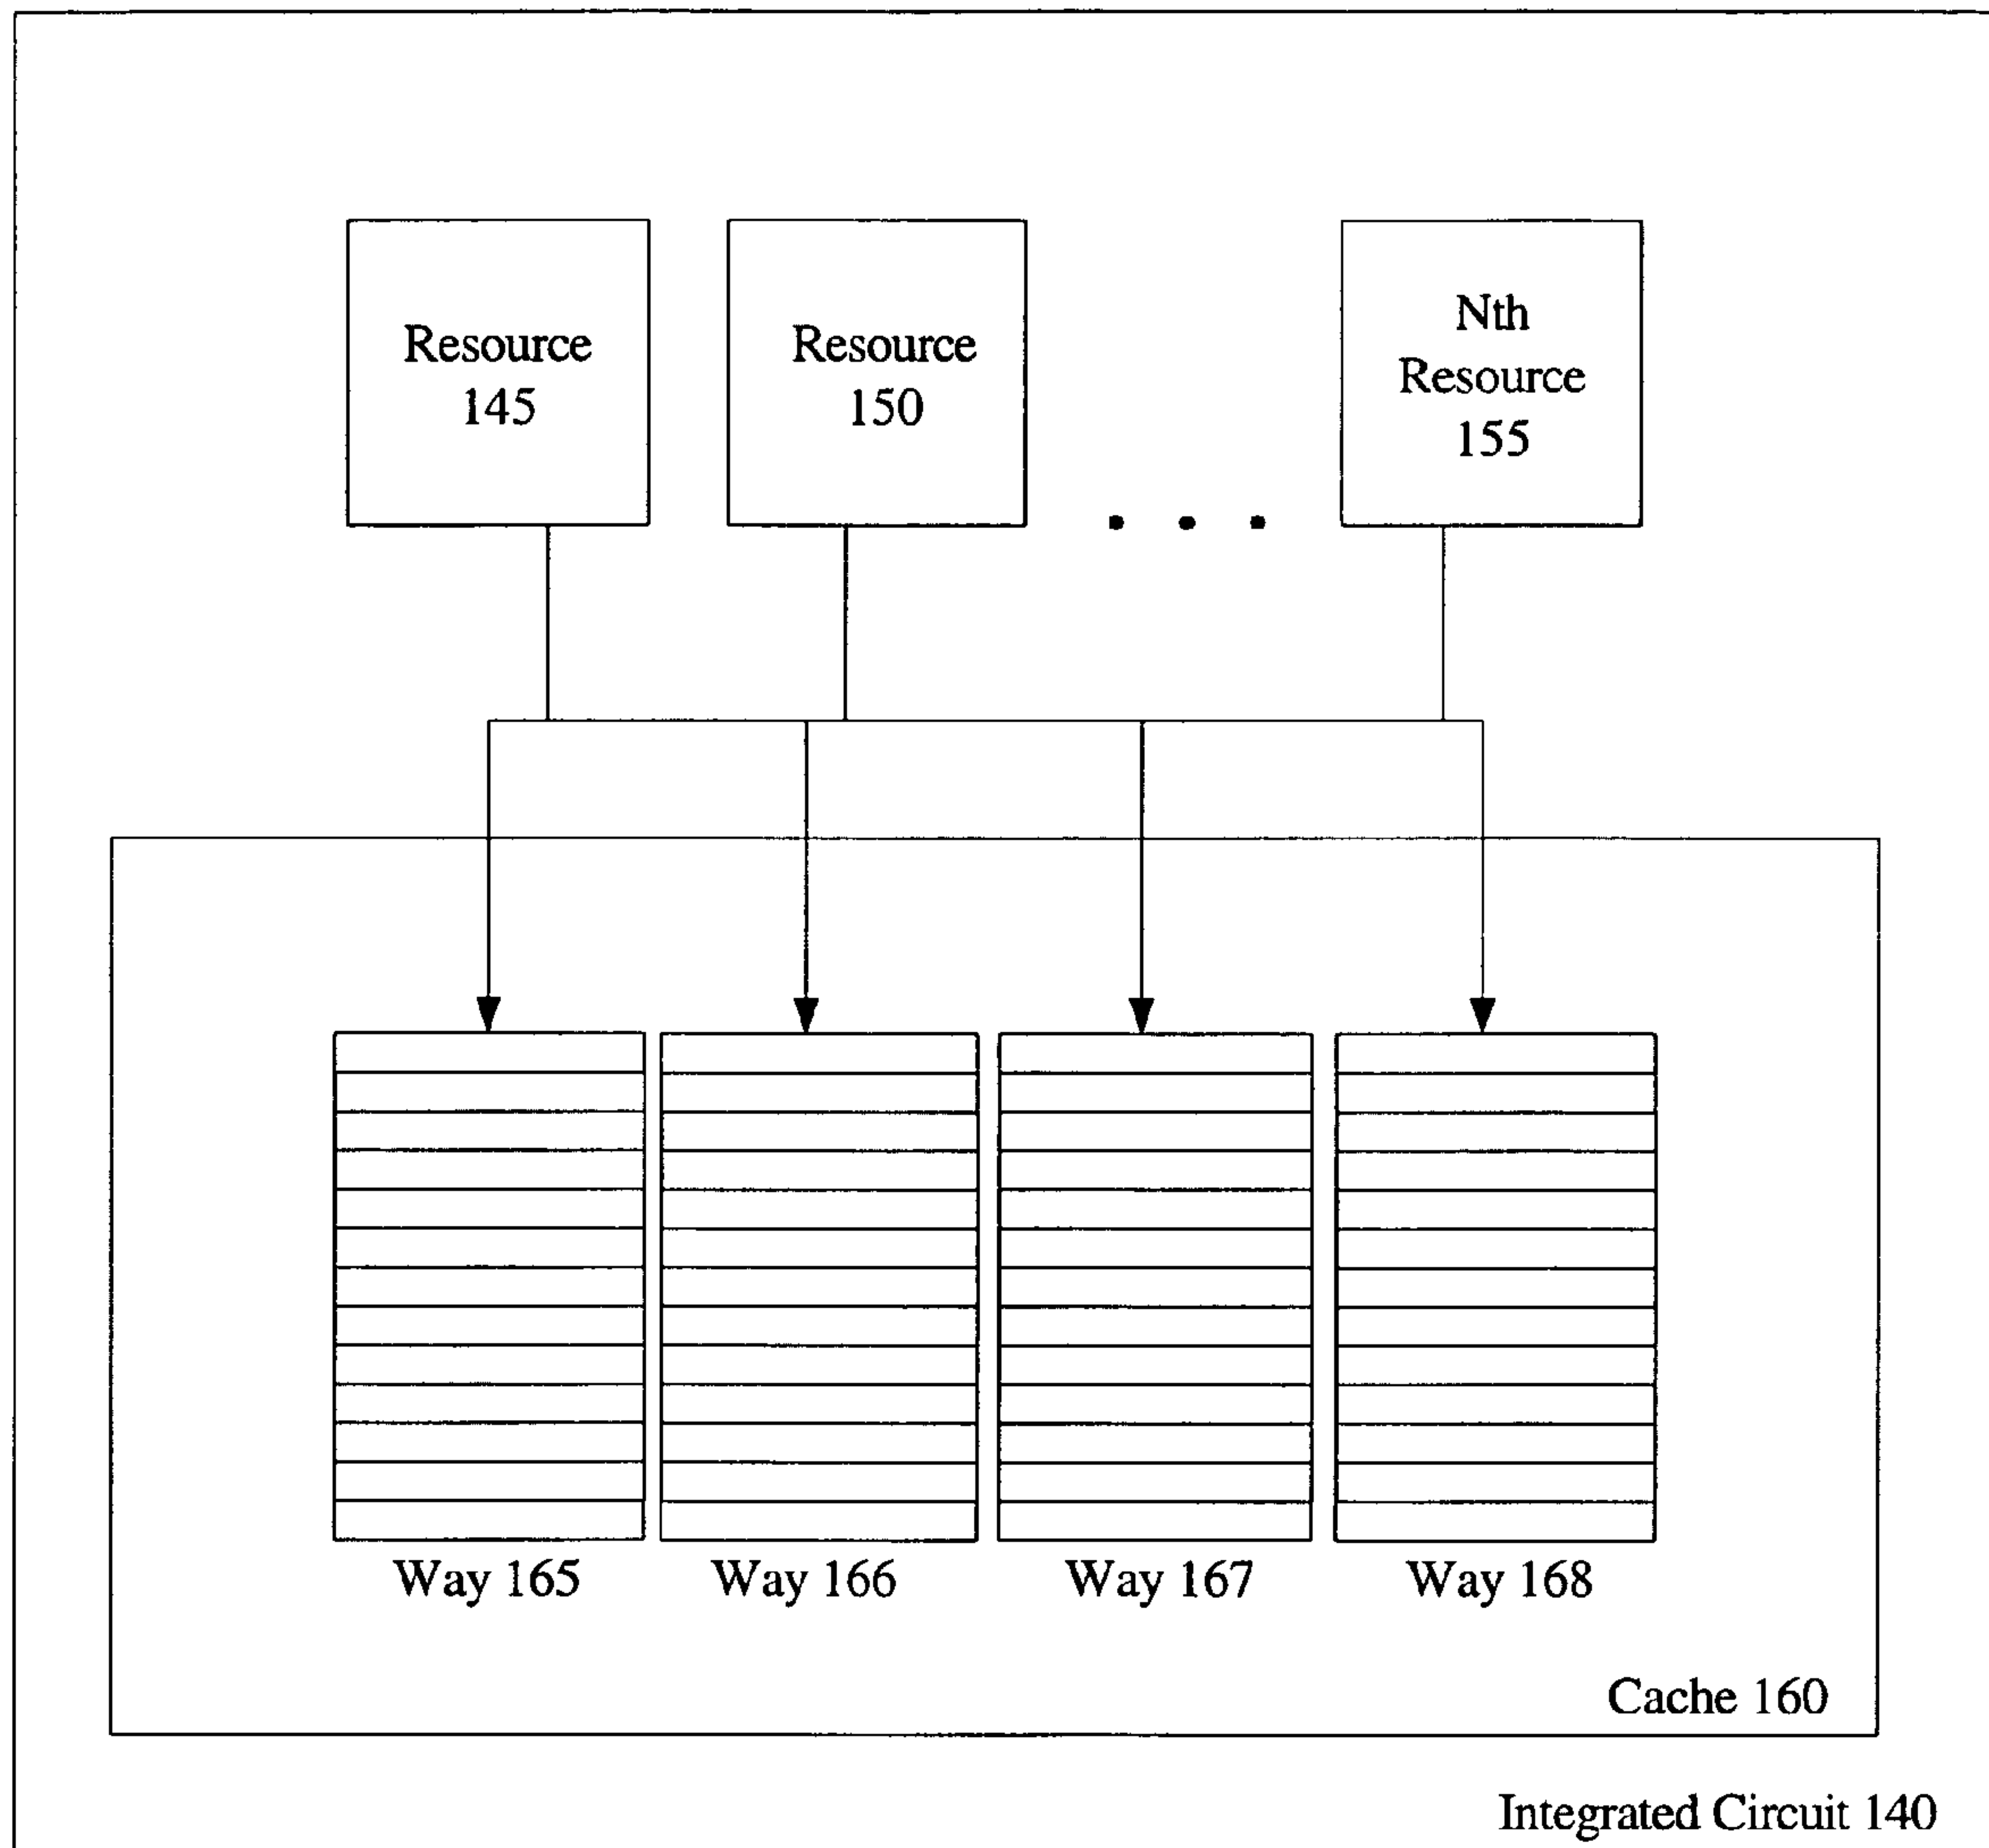 Resource
145
Resource
150
Nth
Resource
155
Way 165
Way 166
Way 167
Way 168
Cache 160
Integrated Circuit 140